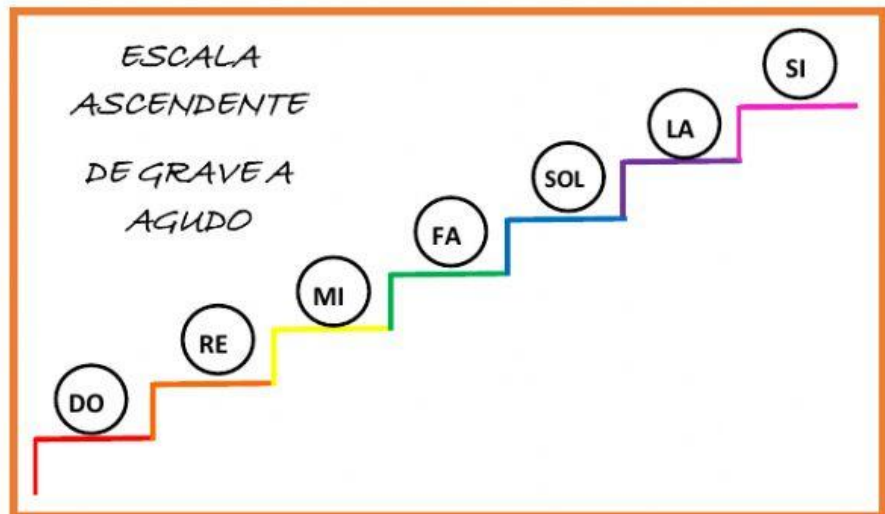 ESCALA
ASCENDENTE
DE GRAVE A
AGUDO
DO
RE
MI
FA
SOL
LA
SI